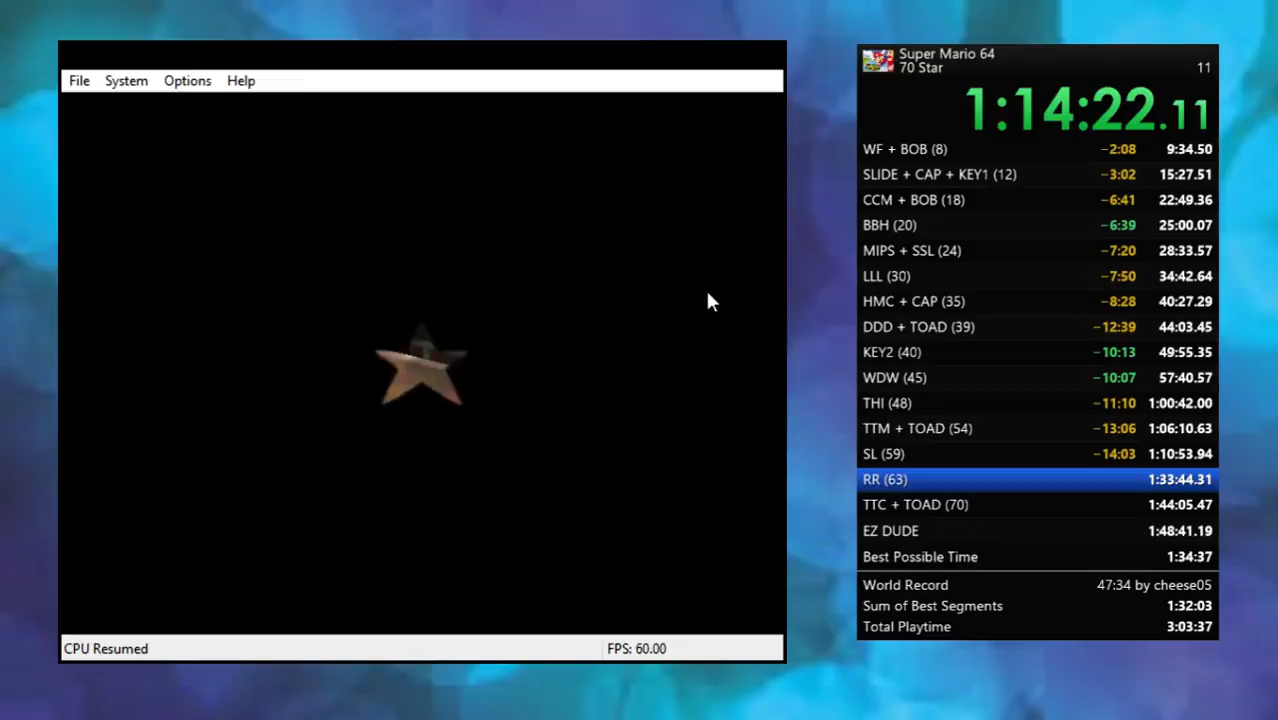 File System Options Help
CPU Resumed FPS: 60.00
Super Mario 64
70 Star 11
1:14:22.11
WF + BOB (8) −2:08 9:34.50
SLIDE + CAP + KEY1 (12) −3:02 15:27.51
CCM + BOB (18) −6:41 22:49.36
BBH (20) −6:39 25:00.07
MIPS + SSL (24) −7:20 28:33.57
LLL (30) −7:50 34:42.64
HMC + CAP (35) −8:28 40:27.29
DDD + TOAD (39) −12:39 44:03.45
KEY2 (40) −10:13 49:55.35
WDW (45) −10:07 57:40.57
THI (48) −11:10 1:00:42.00
TTM + TOAD (54) −13:06 1:06:10.63
SL (59) −14:03 1:10:53.94
RR (63) 1:33:44.31
TTC + TOAD (70) 1:44:05.47
EZ DUDE 1:48:41.19
Best Possible Time 1:34:37
World Record 47:34 by cheese05
Sum of Best Segments 1:32:03
Total Playtime 3:03:37